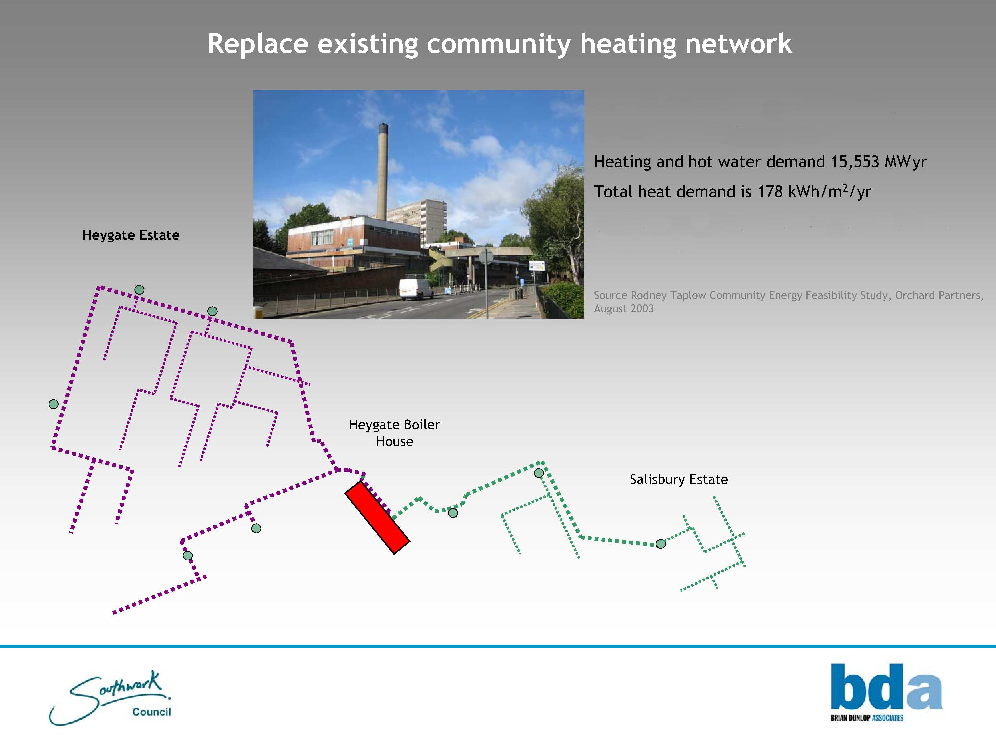 Replace existing community heating network
Heating and hot water demand 15,553 MWyr
Total heat demand is 178 kWh/m²/yr
Heygate Estate
Source Rodney Taplow Community Energy Feasibility Study, Orchard Partners,
August 2003
Heygate Boiler
House
Salisbury Estate
Southwark
Council
bda
BRIAN DUNLOP ASSOCIATES